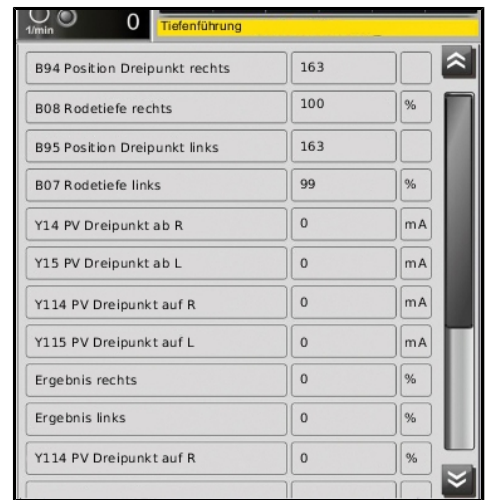 1/min 0 Tiefenführung
B94 Position Dreipunkt rechts 163
B08 Rodetiefe rechts 100 %
B95 Position Dreipunkt links 163
B07 Rodetiefe links 99 %
Y14 PV Dreipunkt ab R 0 mA
Y15 PV Dreipunkt ab L 0 mA
Y114 PV Dreipunkt auf R 0 mA
Y115 PV Dreipunkt auf L 0 mA
Ergebnis rechts 0 %
Ergebnis links 0 %
Y114 PV Dreipunkt auf R 0 %